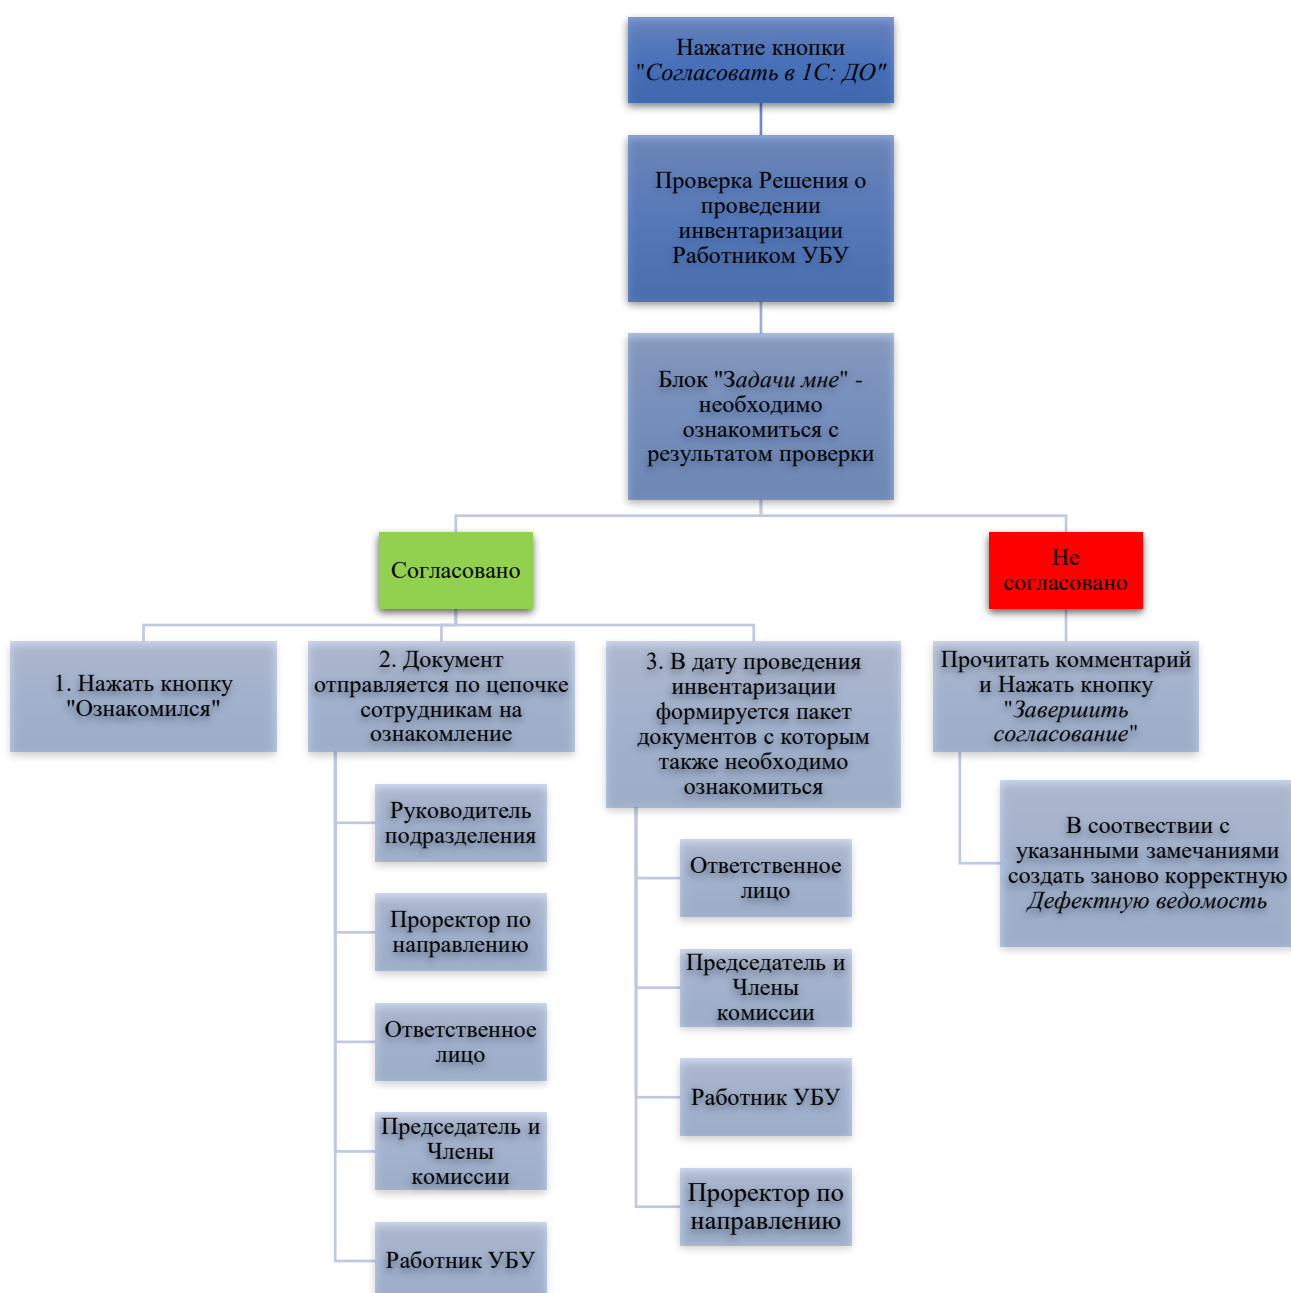 Нажатие кнопки
"Согласовать в 1С: ДО"
Проверка Решения о
проведении
инвентаризации
Работником УБУ
Блок "Задачи мне" -
необходимо
ознакомиться с
результатом проверки
Согласовано
Не
согласовано
1. Нажать кнопку
"Ознакомился"
2. Документ
отправляется по цепочке
сотрудникам на
ознакомление
Руководитель
подразделения
Проректор по
направлению
Ответственное
лицо
Председатель и
Члены
комиссии
Работник УБУ
3. В дату проведения
инвентаризации
формируется пакет
документов с которым
также необходимо
ознакомиться
Ответственное
лицо
Председатель и
Члены
комиссии
Работник УБУ
Проректор по
направлению
Прочитать комментарий
и Нажать кнопку
"Завершить
согласование"
В соотвествии с
указанными замечаниями
создать заново корректную
Дефектную ведомость